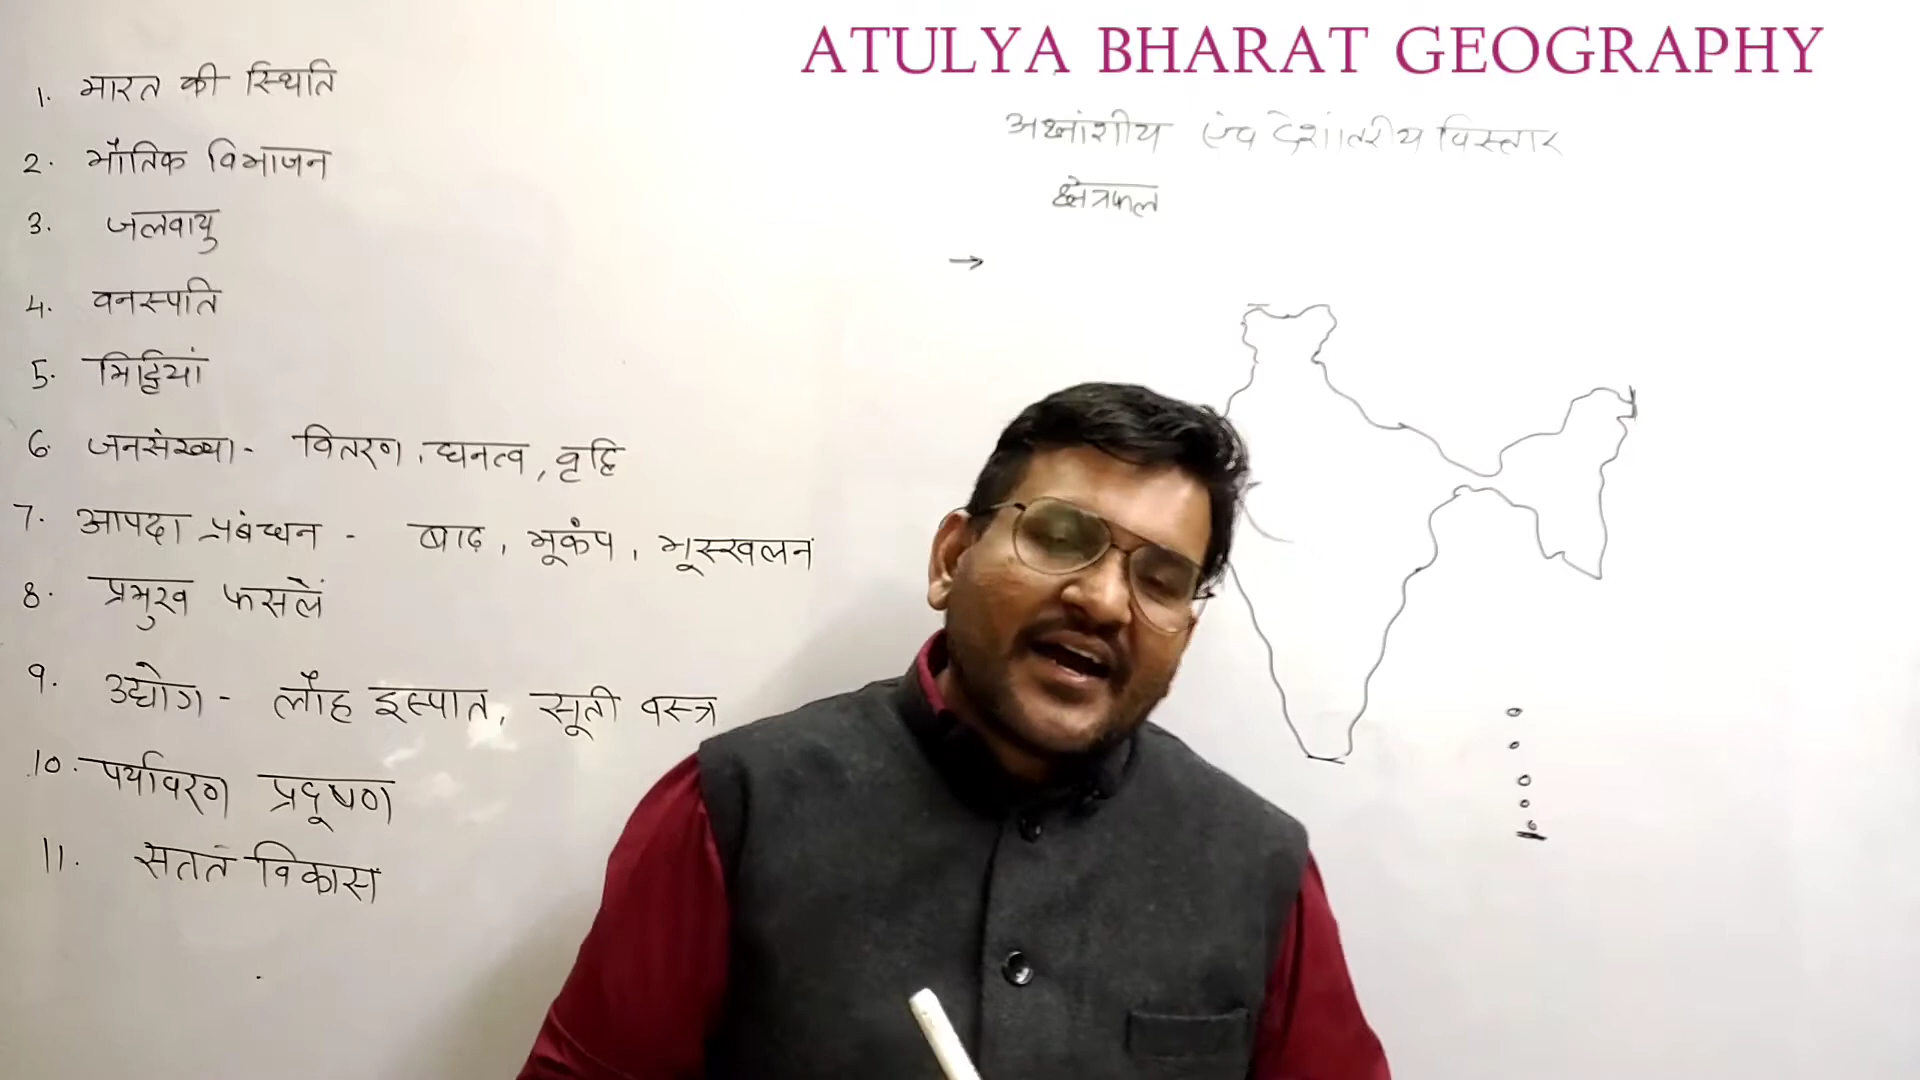 ATULYA BHARAT GEOGRAPHY
अक्षांशीय एंव देशांतरीय विस्तार
क्षेत्रफल
→
1. भारत की स्थिति
2. भौतिक विभाजन
3. जलवायु
4. वनस्पति
5. मिट्टियां
6. जनसंख्या - वितरण, घनत्व, वृद्दि
7. आपदा प्रबंधन - बाढ़, भूकंप, भूस्खलन
8. प्रमुख फसलें
9. उद्योग - लौह इस्पात, सूती वस्त्र
10. पर्यावरण प्रदूषण
11. सतत विकास